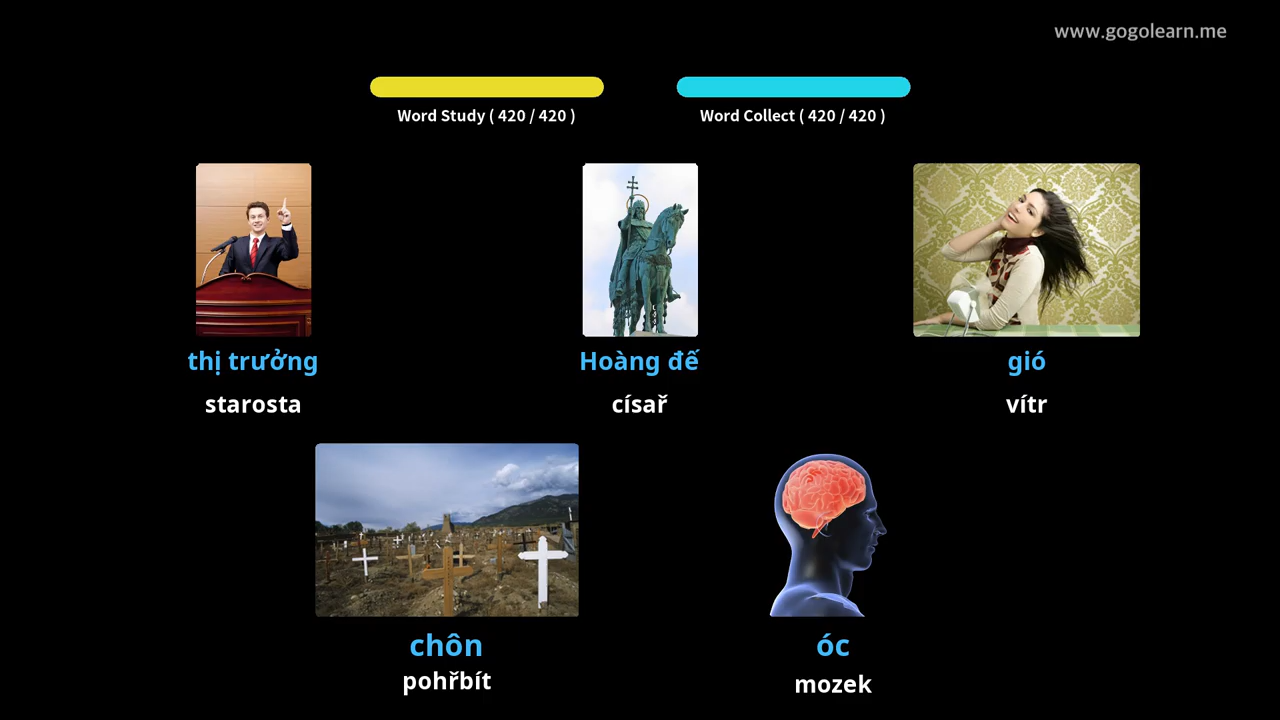 www.gogolearn.me
Word Study ( 420 / 420 )
Word Collect ( 420 / 420 )
thị trưởng
Hoàng đế
gió
starosta
císař
vítr
chôn
óc
pohřbít
mozek